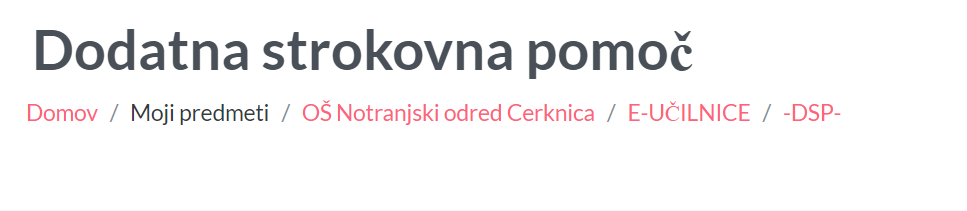 Dodatna strokovna pomoč
Domov / Moji predmeti / OŠ Notranjski odred Cerknica / E-UČILNICE / -DSP-